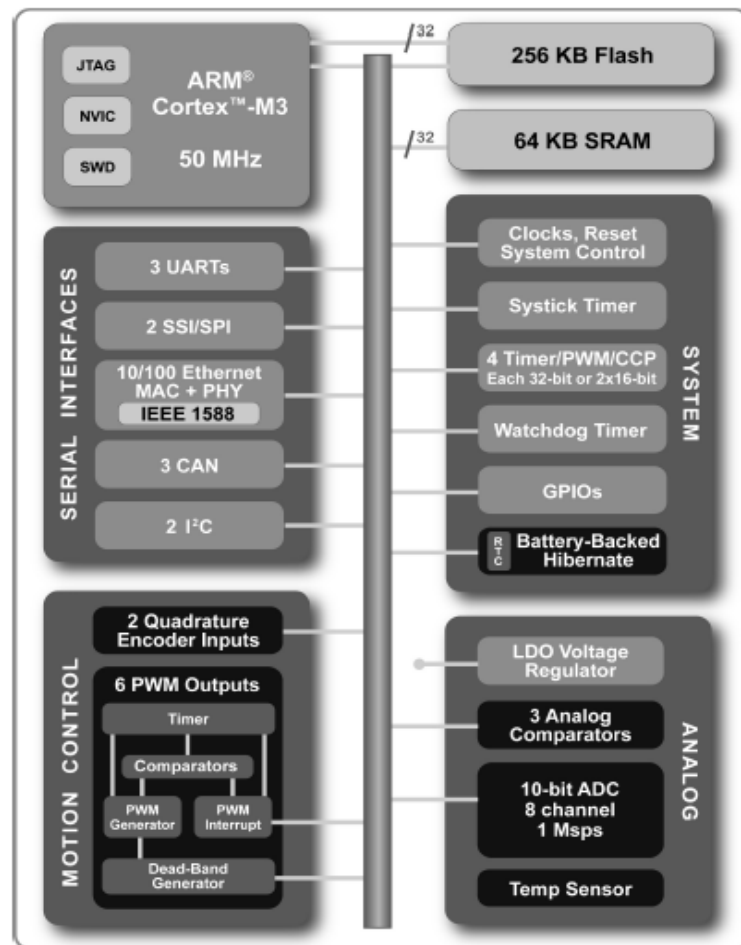 JTAG
NVIC
SWD
ARM®
Cortex™-M3
50 MHz
32
256 KB Flash
32
64 KB SRAM
SERIAL INTERFACES
3 UARTs
2 SSI/SPI
10/100 Ethernet
MAC + PHY
IEEE 1588
3 CAN
2 I²C
SYSTEM
Clocks, Reset
System Control
Systick Timer
4 Timer/PWM/CCP
Each 32-bit or 2x16-bit
Watchdog Timer
GPIOs
RTC
Battery-Backed
Hibernate
MOTION CONTROL
2 Quadrature
Encoder Inputs
6 PWM Outputs
Timer
Comparators
PWM
Generator
PWM
Interrupt
Dead-Band
Generator
ANALOG
LDO Voltage
Regulator
3 Analog
Comparators
10-bit ADC
8 channel
1 Msps
Temp Sensor